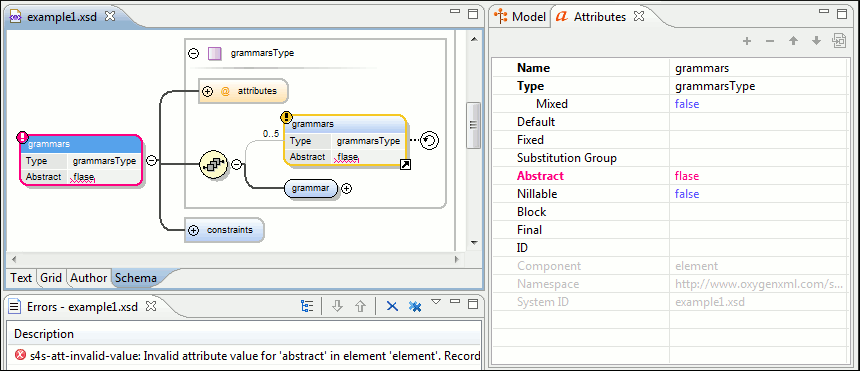 example1.xsd
grammarsType
@ attributes
grammars
Type grammarsType
Abstract flase
0..5
grammars
Type grammarsType
Abstract flase
grammar
constraints
Text Grid Author Schema
Errors - example1.xsd
Description
s4s-att-invalid-value: Invalid attribute value for 'abstract' in element 'element'. Record
Model a Attributes
Name grammars
Type grammarsType
Mixed false
Default
Fixed
Substitution Group
Abstract flase
Nillable false
Block
Final
ID
Component element
Namespace http://www.oxygenxml.com/s...
System ID example1.xsd